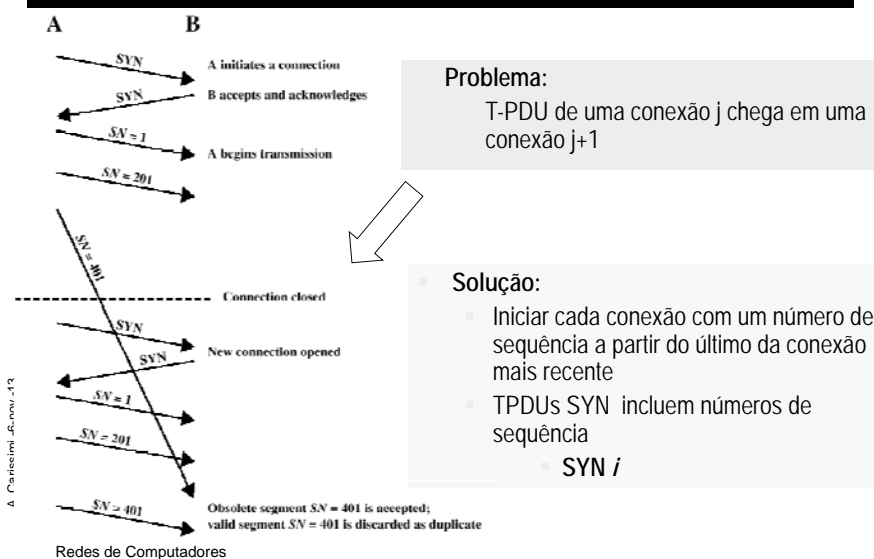 A B
SYN
A initiates a connection
SYN
B accepts and acknowledges
SN = 1
A begins transmission
SN = 201
SN = 401
Connection closed
SYN
New connection opened
SYN
SN = 1
SN = 201
SN = 401
Obsolete segment SN = 401 is accepted;
valid segment SN = 401 is discarded as duplicate
Problema:
T-PDU de uma conexão j chega em uma
conexão j+1
Solução:
Iniciar cada conexão com um número de
sequência a partir do último da conexão
mais recente
TPDUs SYN incluem números de
sequência
SYN i
A. Carissimi -6-nov.-13
Redes de Computadores